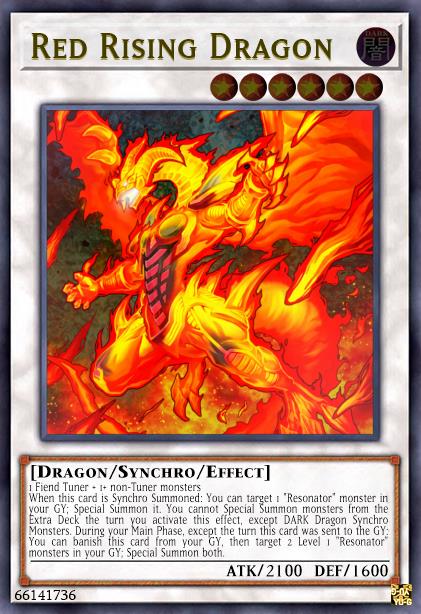 RED RISING DRAGON
DARK
闇
[DRAGON/SYNCHRO/EFFECT]
1 Fiend Tuner + 1+ non-Tuner monsters
When this card is Synchro Summoned: You can target 1 "Resonator" monster in
your GY; Special Summon it. You cannot Special Summon monsters from the
Extra Deck the turn you activate this effect, except DARK Dragon Synchro
Monsters. During your Main Phase, except the turn this card was sent to the GY:
You can banish this card from your GY, then target 2 Level 1 "Resonator"
monsters in your GY; Special Summon both.
ATK/2100 DEF/1600
66141736